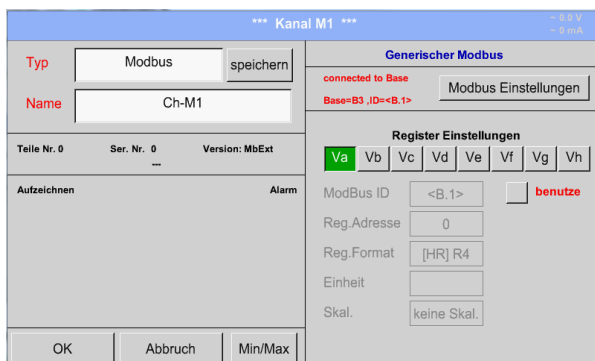 *** Kanal M1 ***
~ 0.0 V
~ 0 mA
Typ
Modbus
speichern
Name
Ch-M1
Teile Nr. 0
Ser. Nr. 0
Version: MbExt
---
Aufzeichnen
Alarm
OK
Abbruch
Min/Max
Generischer Modbus
connected to Base
Base=B3 ,ID=<B.1>
Modbus Einstellungen
Register Einstellungen
Va Vb Vc Vd Ve Vf Vg Vh
ModBus ID <B.1>
benutze
Reg.Adresse 0
Reg.Format [HR] R4
Einheit
Skal. keine Skal.